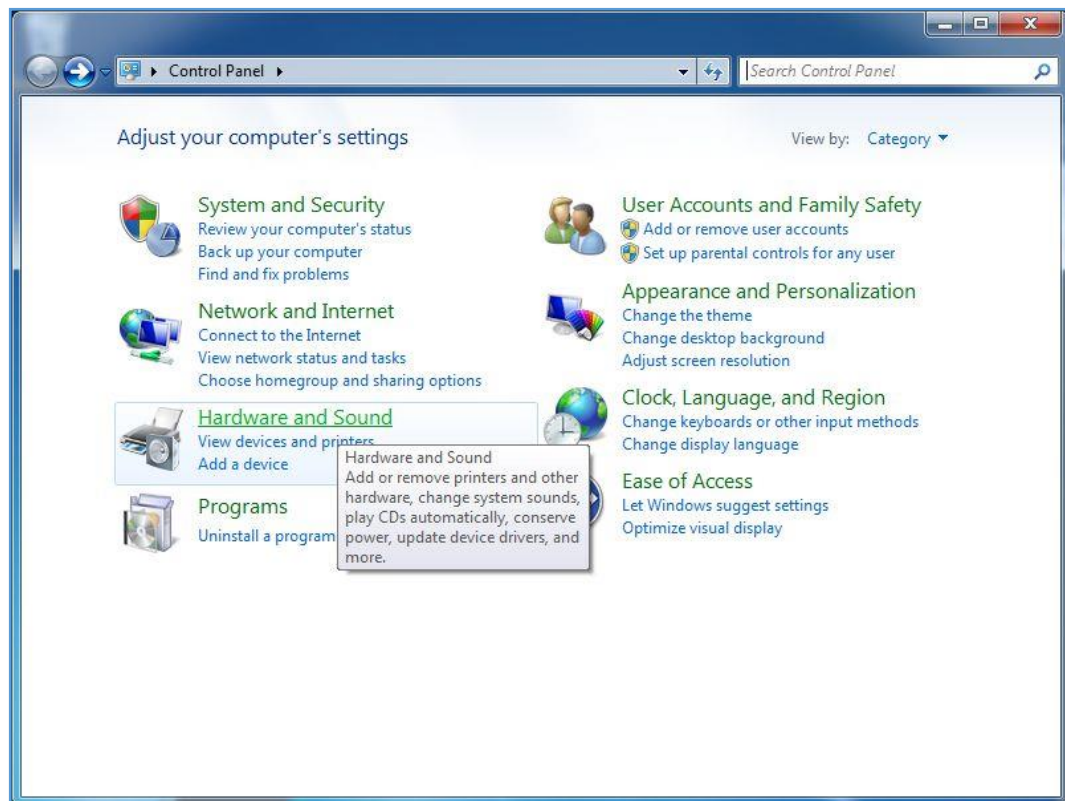 Control Panel
Search Control Panel
Adjust your computer's settings
View by: Category
System and Security
Review your computer's status
Back up your computer
Find and fix problems
Network and Internet
Connect to the Internet
View network status and tasks
Choose homegroup and sharing options
Hardware and Sound
View devices and printers
Add a device
Hardware and Sound
Add or remove printers and other
hardware, change system sounds,
play CDs automatically, conserve
power, update device drivers, and
more.
Programs
Uninstall a program
User Accounts and Family Safety
Add or remove user accounts
Set up parental controls for any user
Appearance and Personalization
Change the theme
Change desktop background
Adjust screen resolution
Clock, Language, and Region
Change keyboards or other input methods
Change display language
Ease of Access
Let Windows suggest settings
Optimize visual display